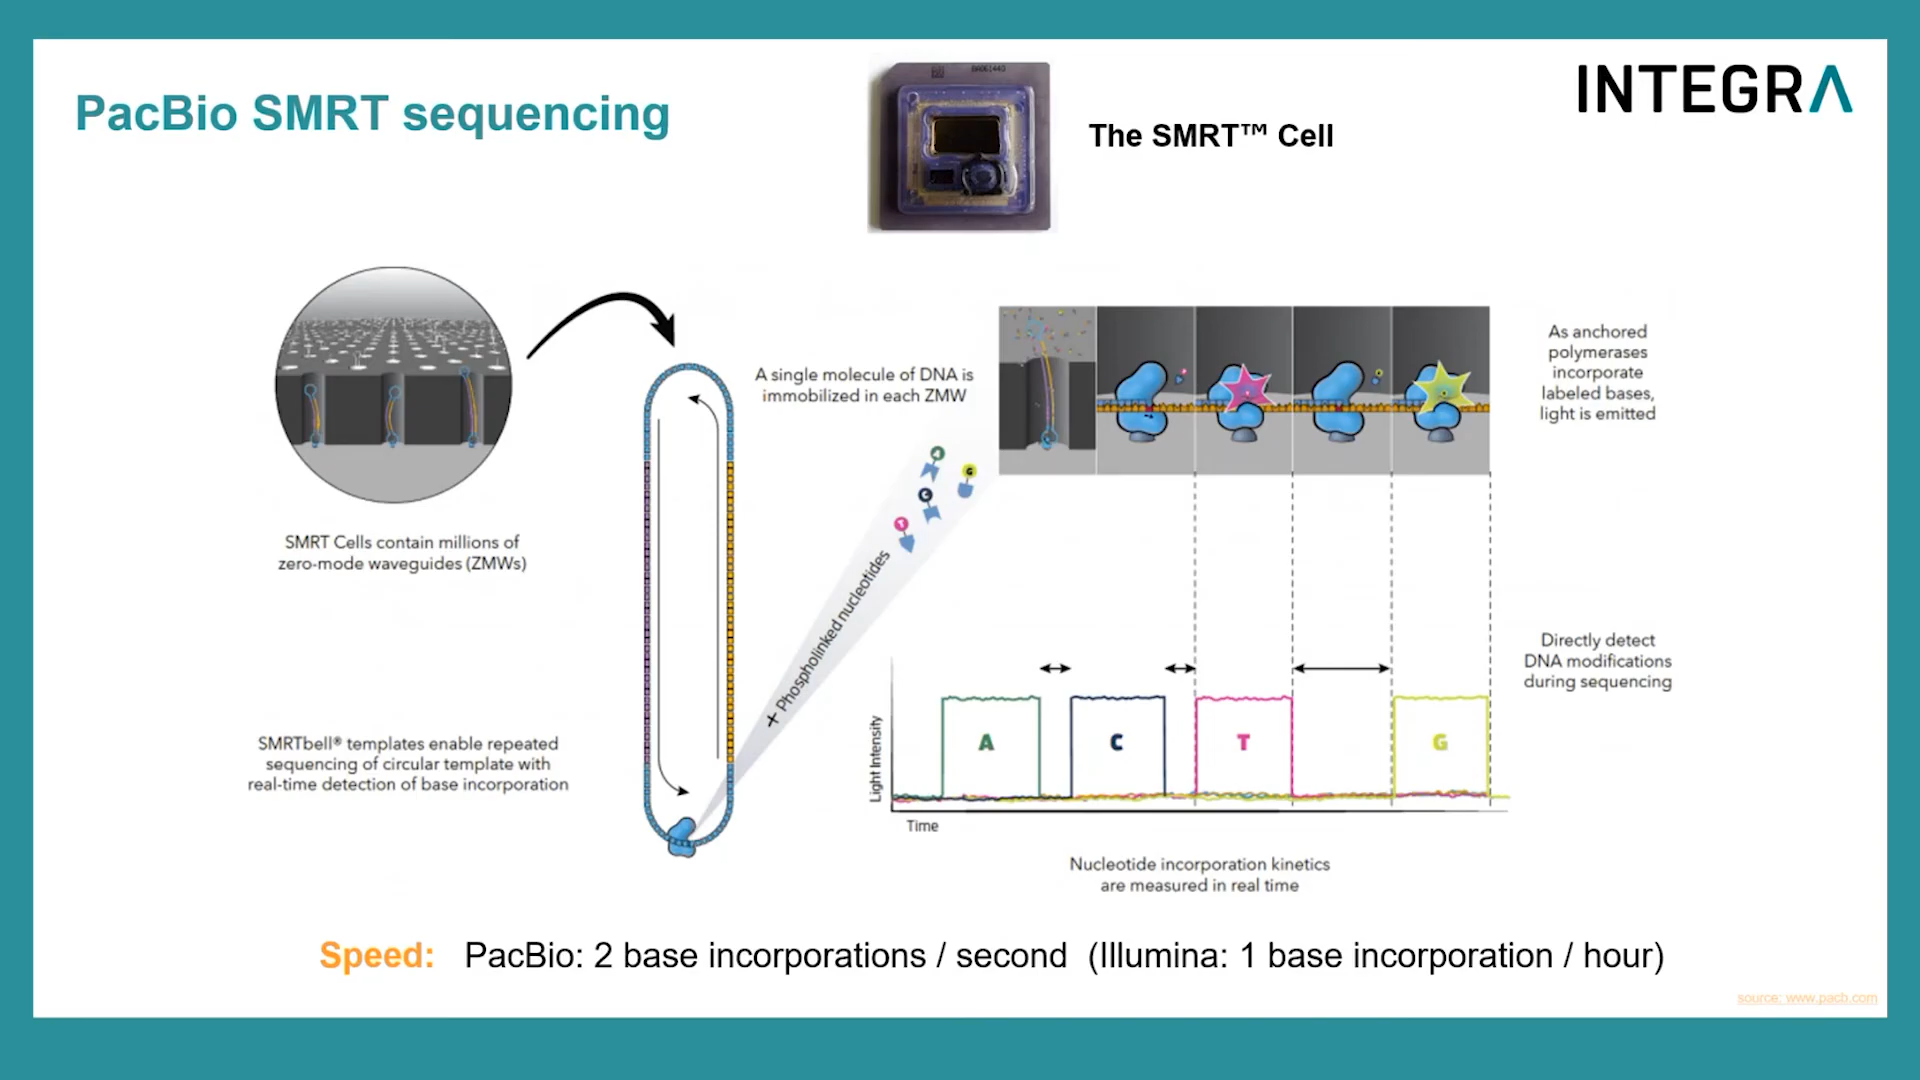 PacBio SMRT sequencing
The SMRT™ Cell
INTEGRA
A single molecule of DNA is
immobilized in each ZMW
As anchored
polymerases
incorporate
labeled bases,
light is emitted
SMRT Cells contain millions of
zero-mode waveguides (ZMWs)
A
G
C
T
+ Phospholinked nucleotides
Directly detect
DNA modifications
during sequencing
SMRTbell® templates enable repeated
sequencing of circular template with
real-time detection of base incorporation
Light Intensity
A
C
T
G
Time
Nucleotide incorporation kinetics
are measured in real time
Speed: PacBio: 2 base incorporations / second (Illumina: 1 base incorporation / hour)
source: www.pacb.com